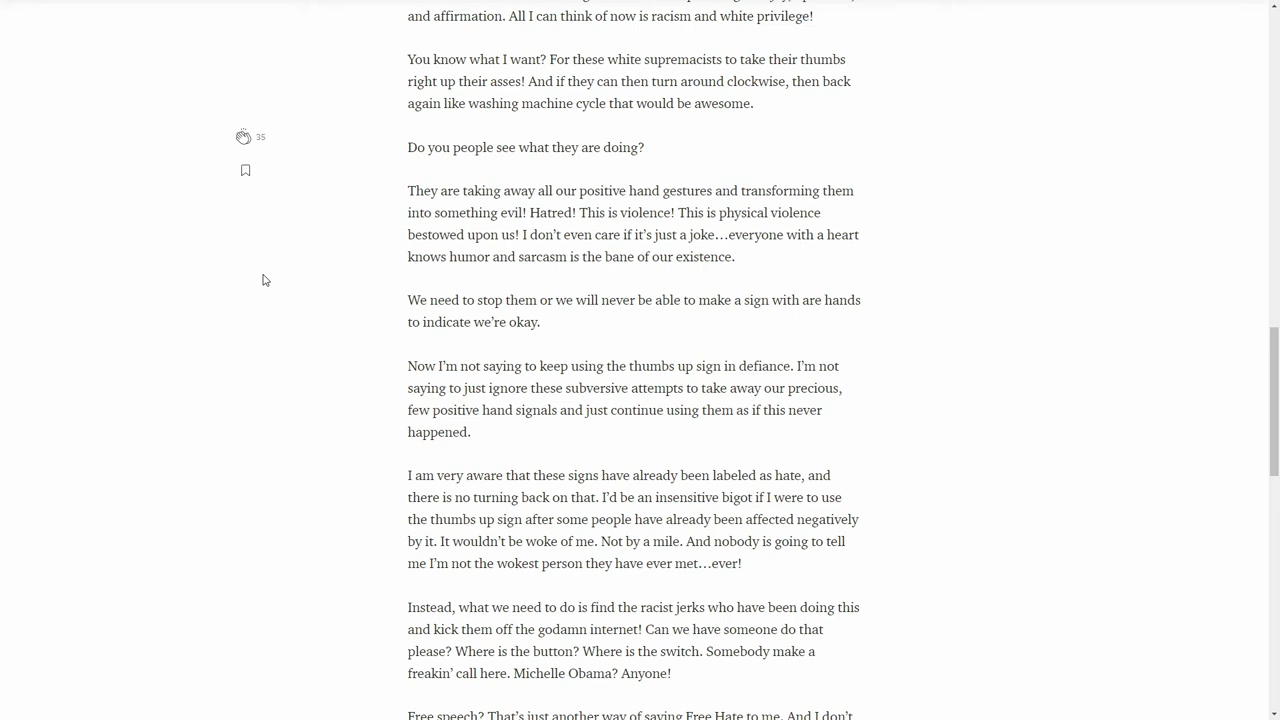 and affirmation. All I can think of now is racism and white privilege!
You know what I want? For these white supremacists to take their thumbs
right up their asses! And if they can then turn around clockwise, then back
again like washing machine cycle that would be awesome.
35
Do you people see what they are doing?
They are taking away all our positive hand gestures and transforming them
into something evil! Hatred! This is violence! This is physical violence
bestowed upon us! I don’t even care if it’s just a joke…everyone with a heart
knows humor and sarcasm is the bane of our existence.
We need to stop them or we will never be able to make a sign with are hands
to indicate we’re okay.
Now I’m not saying to keep using the thumbs up sign in defiance. I’m not
saying to just ignore these subversive attempts to take away our precious,
few positive hand signals and just continue using them as if this never
happened.
I am very aware that these signs have already been labeled as hate, and
there is no turning back on that. I’d be an insensitive bigot if I were to use
the thumbs up sign after some people have already been affected negatively
by it. It wouldn’t be woke of me. Not by a mile. And nobody is going to tell
me I’m not the wokest person they have ever met…ever!
Instead, what we need to do is find the racist jerks who have been doing this
and kick them off the godamn internet! Can we have someone do that
please? Where is the button? Where is the switch. Somebody make a
freakin’ call here. Michelle Obama? Anyone!
Free speech? That’s just another way of saying Free Hate to me. And I don’t